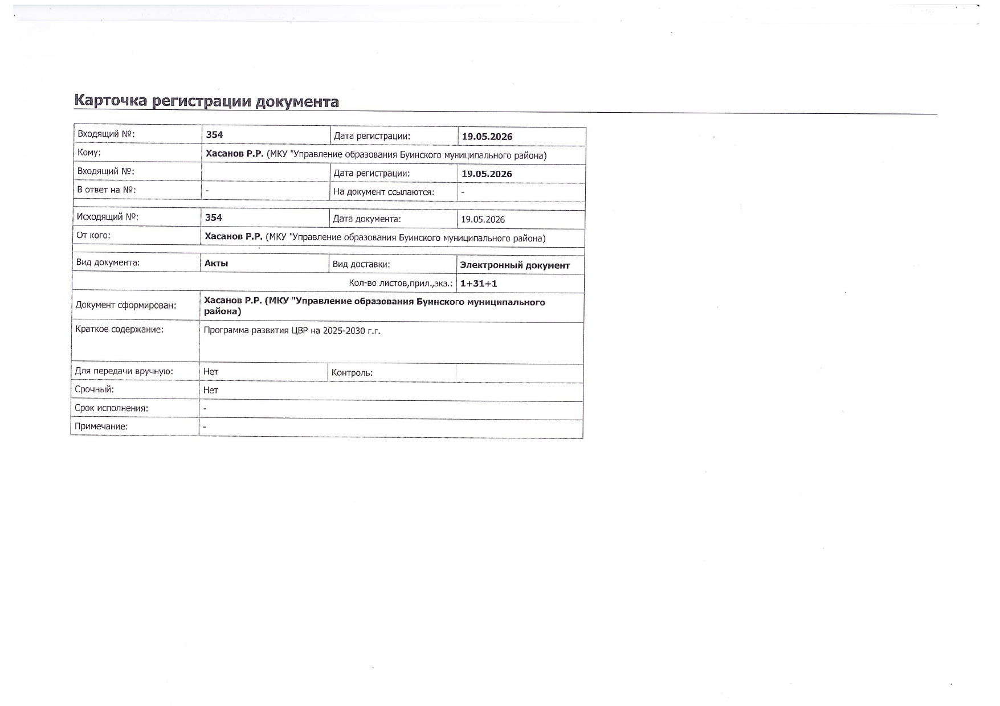 Карточка регистрации документа
Входящий №: 354 Дата регистрации: 19.05.2026
Кому: Хасанов Р.Р. (МКУ "Управление образования Буинского муниципального района)
Входящий №: Дата регистрации: 19.05.2026
В ответ на №: - На документ ссылаются: -
Исходящий №: 354 Дата документа: 19.05.2026
От кого: Хасанов Р.Р. (МКУ "Управление образования Буинского муниципального района)
Вид документа: Акты Вид доставки: Электронный документ
Кол-во листов,прил.,экз.: 1+31+1
Документ сформирован: Хасанов Р.Р. (МКУ "Управление образования Буинского муниципального
района)
Краткое содержание: Программа развития ЦВР на 2025-2030 г.г.
Для передачи вручную: Нет Контроль:
Срочный: Нет
Срок исполнения: -
Примечание: -